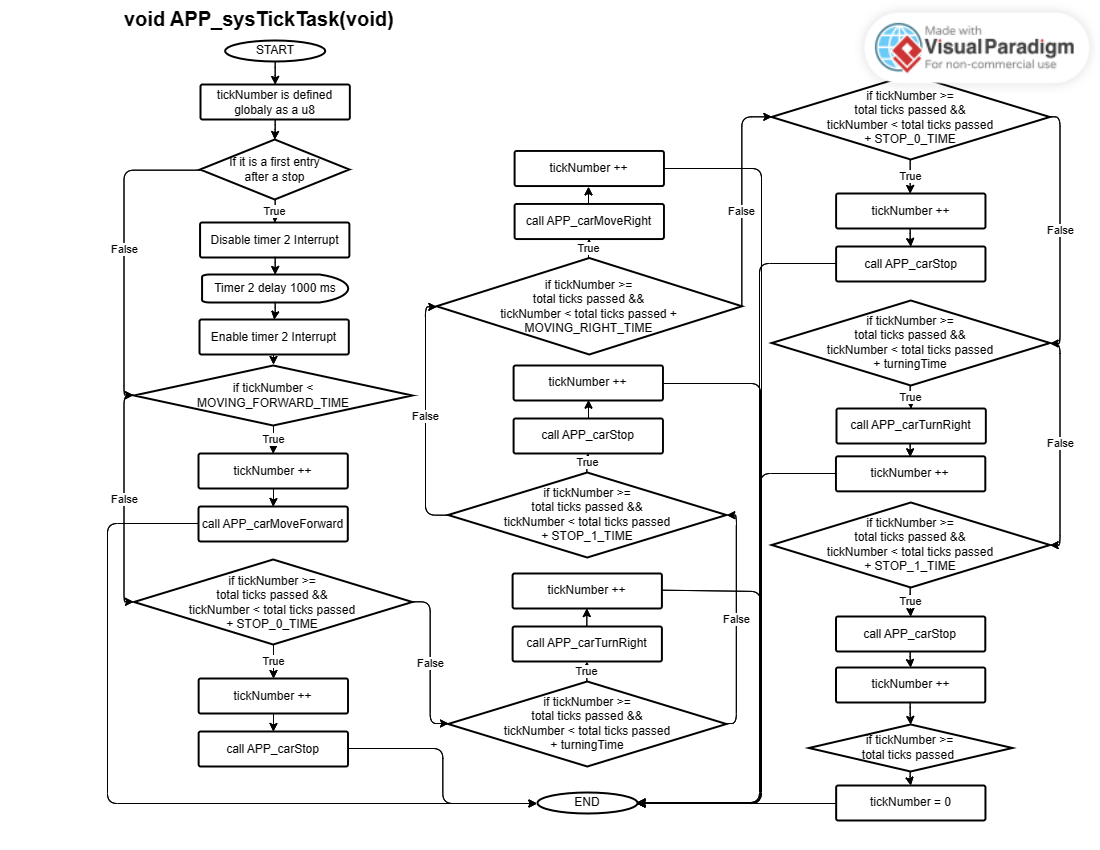 void APP_sysTickTask(void)
START
tickNumber is defined
globaly as a u8
If it is a first entry
after a stop
True
False
Disable timer 2 Interrupt
Timer 2 delay 1000 ms
Enable timer 2 Interrupt
if tickNumber <
MOVING_FORWARD_TIME
True
False
tickNumber ++
call APP_carMoveForward
if tickNumber >=
total ticks passed &&
tickNumber < total ticks passed
+ STOP_0_TIME
True
False
tickNumber ++
call APP_carStop
tickNumber ++
call APP_carMoveRight
True
False
if tickNumber >=
total ticks passed &&
tickNumber < total ticks passed +
MOVING_RIGHT_TIME
tickNumber ++
call APP_carStop
True
False
if tickNumber >=
total ticks passed &&
tickNumber < total ticks passed
+ STOP_1_TIME
tickNumber ++
call APP_carTurnRight
True
False
if tickNumber >=
total ticks passed &&
tickNumber < total ticks passed
+ turningTime
END
Made with
Visual Paradigm
For non-commercial use
if tickNumber >=
total ticks passed &&
tickNumber < total ticks passed
+ STOP_0_TIME
True
False
tickNumber ++
call APP_carStop
if tickNumber >=
total ticks passed &&
tickNumber < total ticks passed
+ turningTime
True
False
call APP_carTurnRight
tickNumber ++
if tickNumber >=
total ticks passed &&
tickNumber < total ticks passed
+ STOP_1_TIME
True
call APP_carStop
tickNumber ++
if tickNumber >=
total ticks passed
tickNumber = 0